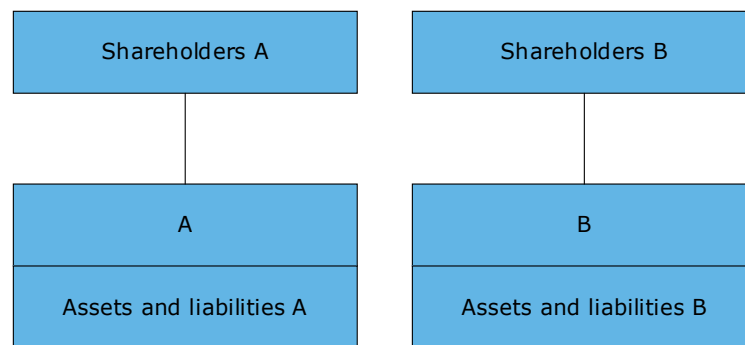 Shareholders A
Shareholders B
A
B
Assets and liabilities A
Assets and liabilities B